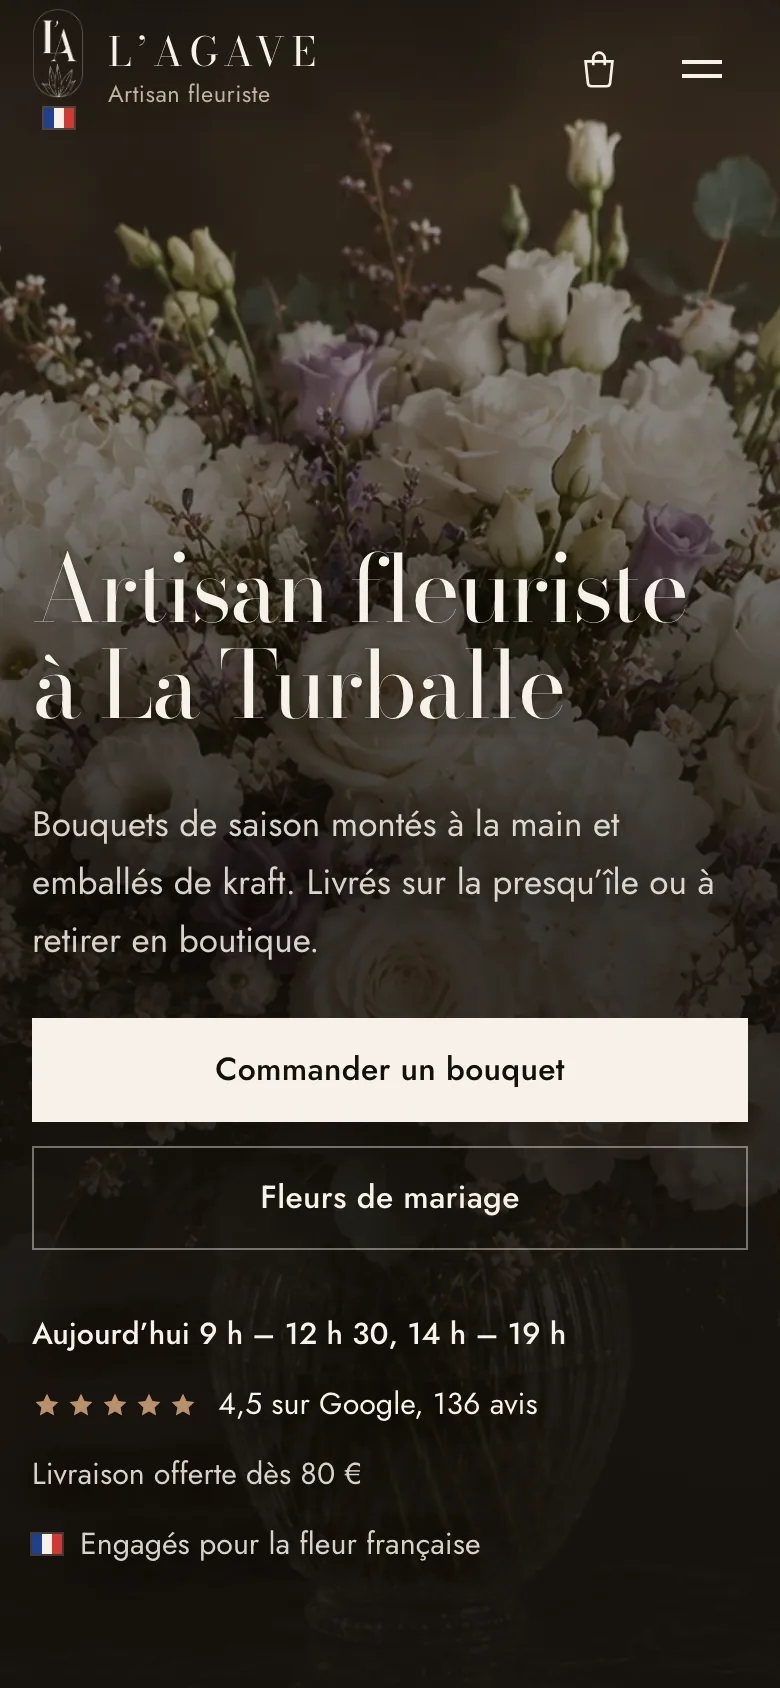 L'A
L’AGAVE
Artisan fleuriste
Artisan fleuriste
à La Turballe
Bouquets de saison montés à la main et
emballés de kraft. Livrés sur la presqu’île ou à
retirer en boutique.
Commander un bouquet
Fleurs de mariage
Aujourd’hui 9 h – 12 h 30, 14 h – 19 h
4,5 sur Google, 136 avis
Livraison offerte dès 80 €
Engagés pour la fleur française